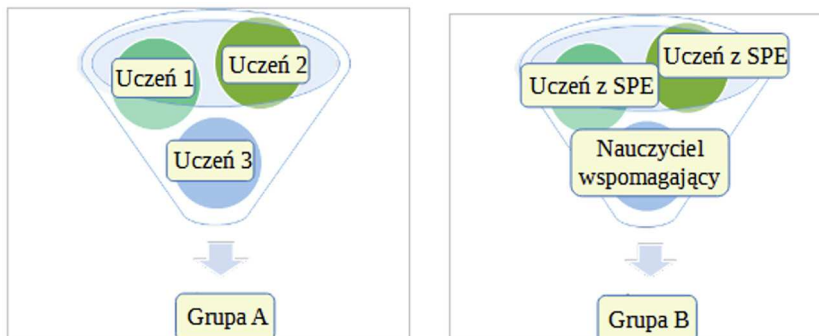 Uczeń 1
Uczeń 2
Uczeń 3
Grupa A
Uczeń z SPE
Uczeń z SPE
Nauczyciel
wspomagający
Grupa B